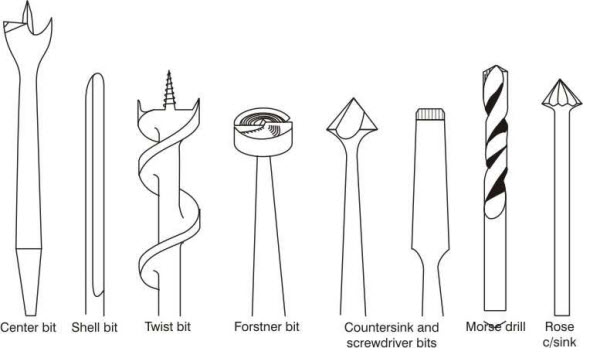 Center bit
Shell bit
Twist bit
Forstner bit
Countersink and
screwdriver bits
Morse drill
Rose
c/sink